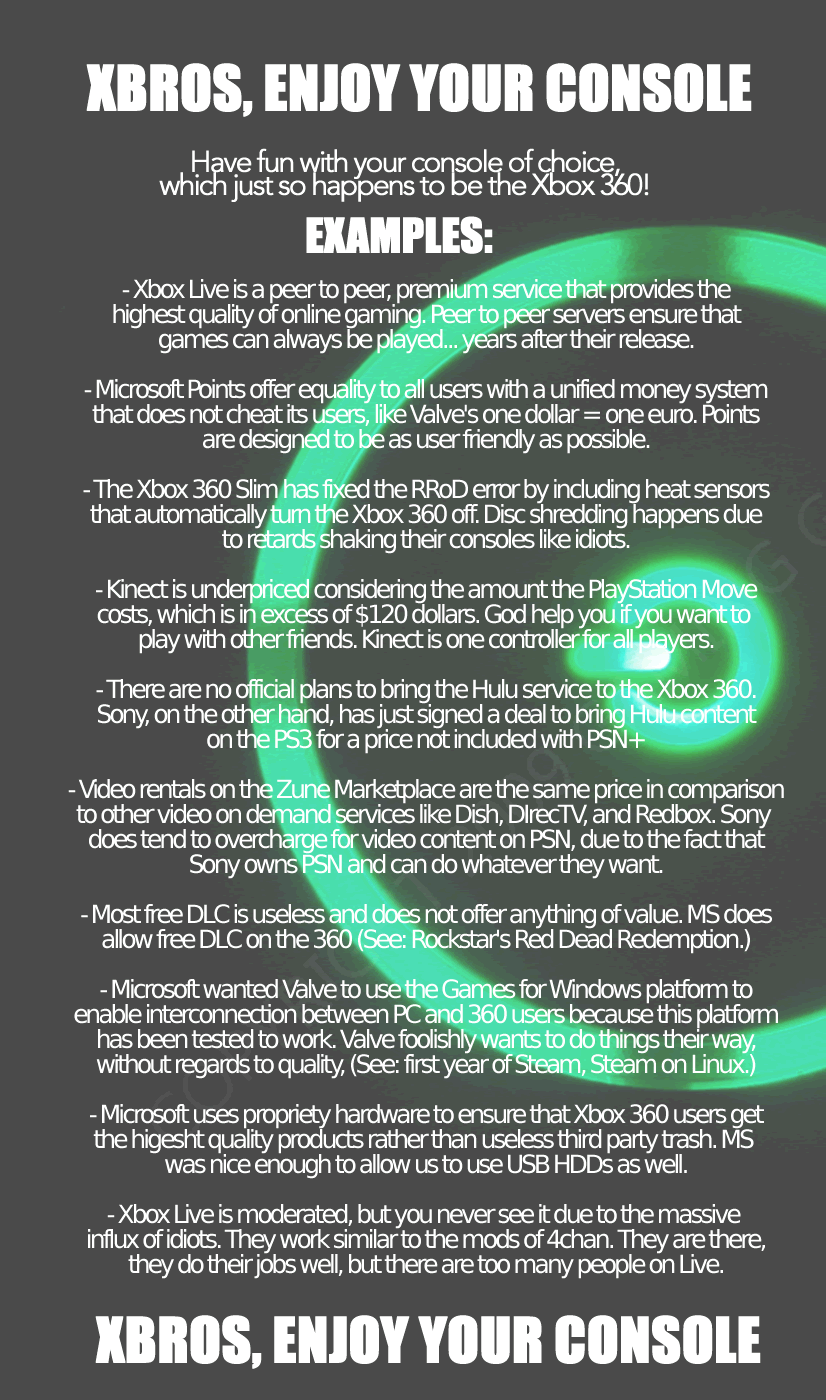 XBROS, ENJOY YOUR CONSOLE
Have fun with your console of choice,
which just so happens to be the Xbox 360!
EXAMPLES:
- Xbox Live is a peer to peer, premium service that provides the
highest quality of online gaming. Peer to peer servers ensure that
games can always be played... years after their release.
- Microsoft Points offer equality to all users with a unified money system
that does not cheat its users, like Valve's one dollar = one euro. Points
are designed to be as user friendly as possible.
- The Xbox 360 Slim has fixed the RRoD error by including heat sensors
that automatically turn the Xbox 360 off. Disc shredding happens due
to retards shaking their consoles like idiots.
- Kinect is underpriced considering the amount the PlayStation Move
costs, which is in excess of $120 dollars. God help you if you want to
play with other friends. Kinect is one controller for all players.
- There are no official plans to bring the Hulu service to the Xbox 360.
Sony, on the other hand, has just signed a deal to bring Hulu content
on the PS3 for a price not included with PSN+
- Video rentals on the Zune Marketplace are the same price in comparison
to other video on demand services like Dish, DIrecTV, and Redbox. Sony
does tend to overcharge for video content on PSN, due to the fact that
Sony owns PSN and can do whatever they want.
- Most free DLC is useless and does not offer anything of value. MS does
allow free DLC on the 360 (See: Rockstar's Red Dead Redemption.)
- Microsoft wanted Valve to use the Games for Windows platform to
enable interconnection between PC and 360 users because this platform
has been tested to work. Valve foolishly wants to do things their way,
without regards to quality, (See: first year of Steam, Steam on Linux.)
- Microsoft uses propriety hardware to ensure that Xbox 360 users get
the higesht quality products rather than useless third party trash. MS
was nice enough to allow us to use USB HDDs as well.
- Xbox Live is moderated, but you never see it due to the massive
influx of idiots. They work similar to the mods of 4chan. They are there,
they do their jobs well, but there are too many people on Live.
XBROS, ENJOY YOUR CONSOLE